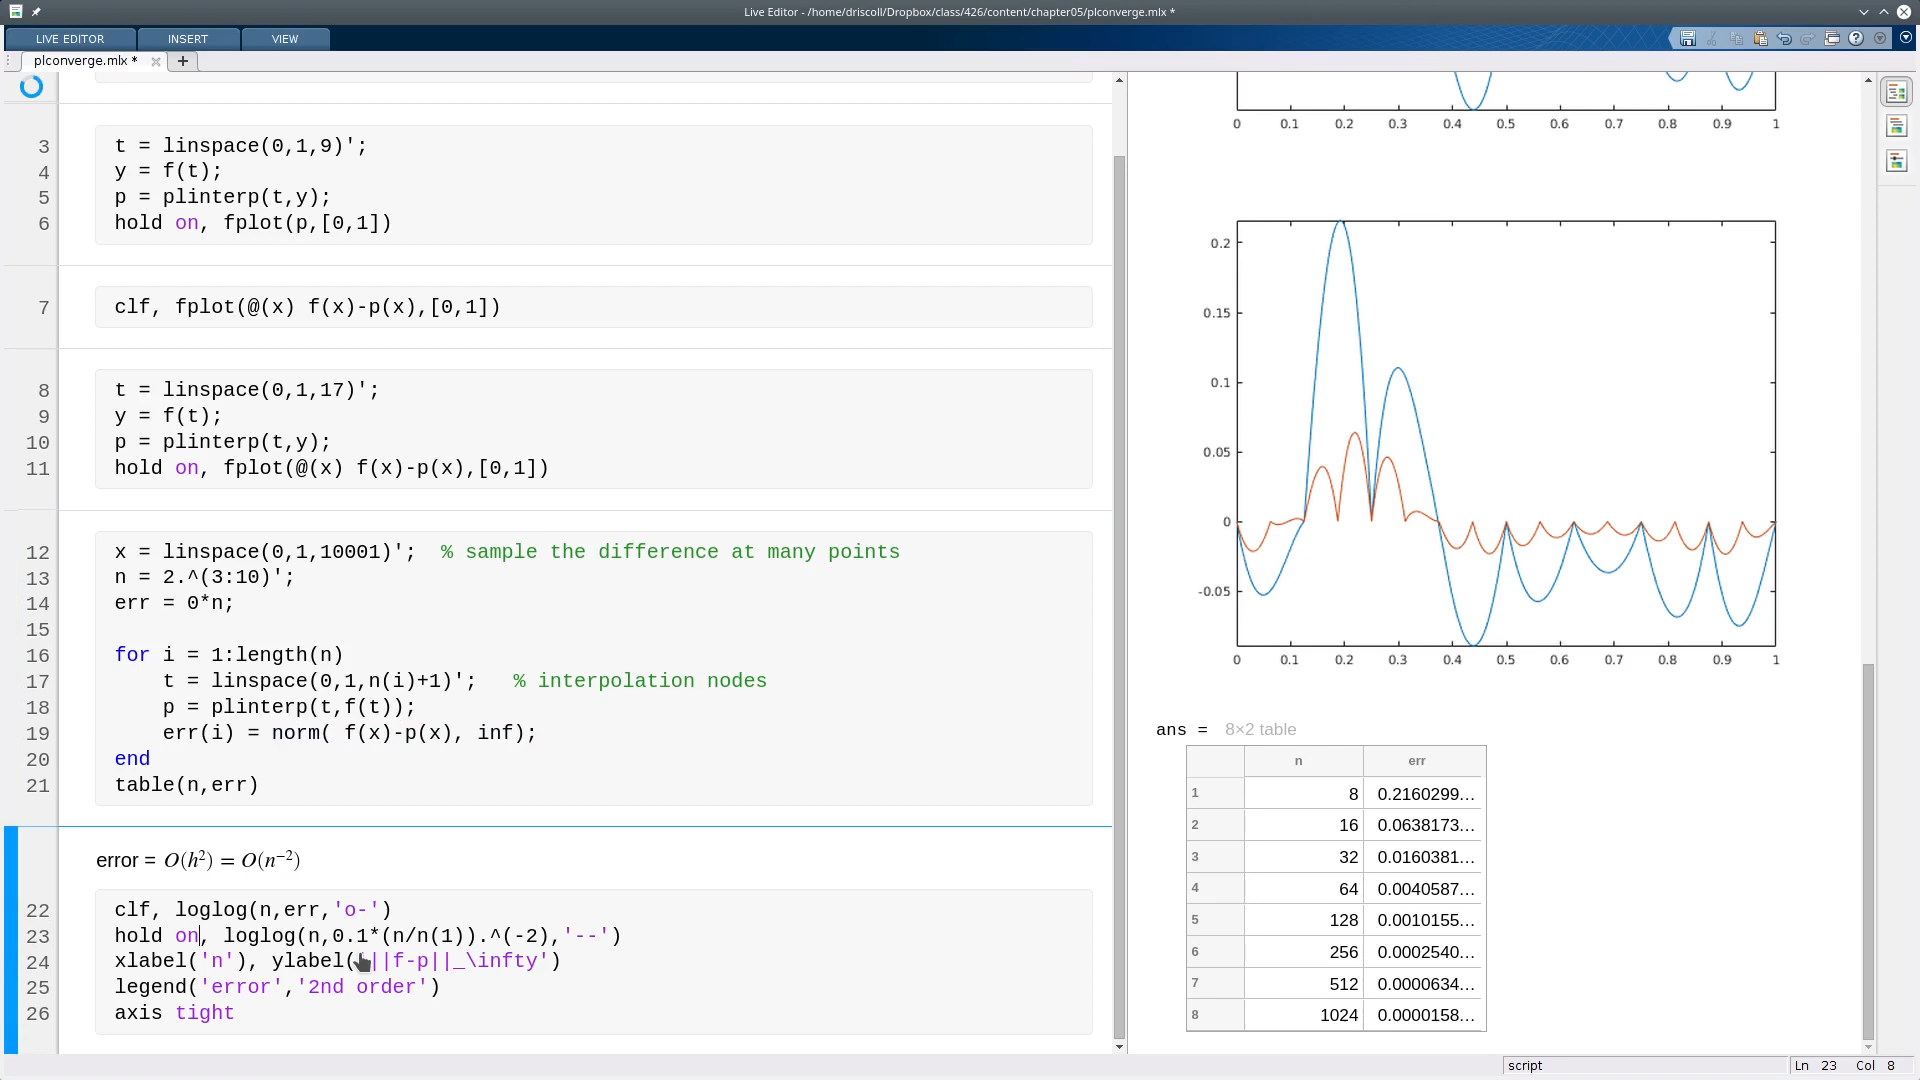 Live Editor - /home/driscoll/Dropbox/class/426/content/chapter05/plconverge.mlx *
LIVE EDITOR INSERT VIEW
plconverge.mlx *
3 t = linspace(0,1,9)';
4 y = f(t);
5 p = plinterp(t,y);
6 hold on, fplot(p,[0,1])
7 clf, fplot(@(x) f(x)-p(x),[0,1])
8 t = linspace(0,1,17)';
9 y = f(t);
10 p = plinterp(t,y);
11 hold on, fplot(@(x) f(x)-p(x),[0,1])
12 x = linspace(0,1,10001)'; % sample the difference at many points
13 n = 2.^(3:10)';
14 err = 0*n;
15
16 for i = 1:length(n)
17 t = linspace(0,1,n(i)+1)'; % interpolation nodes
18 p = plinterp(t,f(t));
19 err(i) = norm( f(x)-p(x), inf);
20 end
21 table(n,err)
error = O(h²) = O(n⁻²)
22 clf, loglog(n,err,'o-')
23 hold on, loglog(n,0.1*(n/n(1)).^(-2),'--')
24 xlabel('n'), ylabel( ||f-p||_\infty')
25 legend('error','2nd order')
26 axis tight
0 0.1 0.2 0.3 0.4 0.5 0.6 0.7 0.8 0.9 1
0.2
0.15
0.1
0.05
0
-0.05
0 0.1 0.2 0.3 0.4 0.5 0.6 0.7 0.8 0.9 1
ans = 8×2 table
n err
1 8 0.2160299...
2 16 0.0638173...
3 32 0.0160381...
4 64 0.0040587...
5 128 0.0010155...
6 256 0.0002540...
7 512 0.0000634...
8 1024 0.0000158...
script Ln 23 Col 8